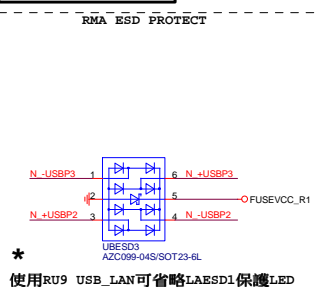 RMA ESD PROTECT
N_-USBP3 1 6 N_+USBP3
2 5 FUSEVCC_R1
N_+USBP2 3 4 N_-USBP2
UBESD3
AZC099-04S/SOT23-6L
*
使用RU9 USB_LAN可省略LAESD1保護LED